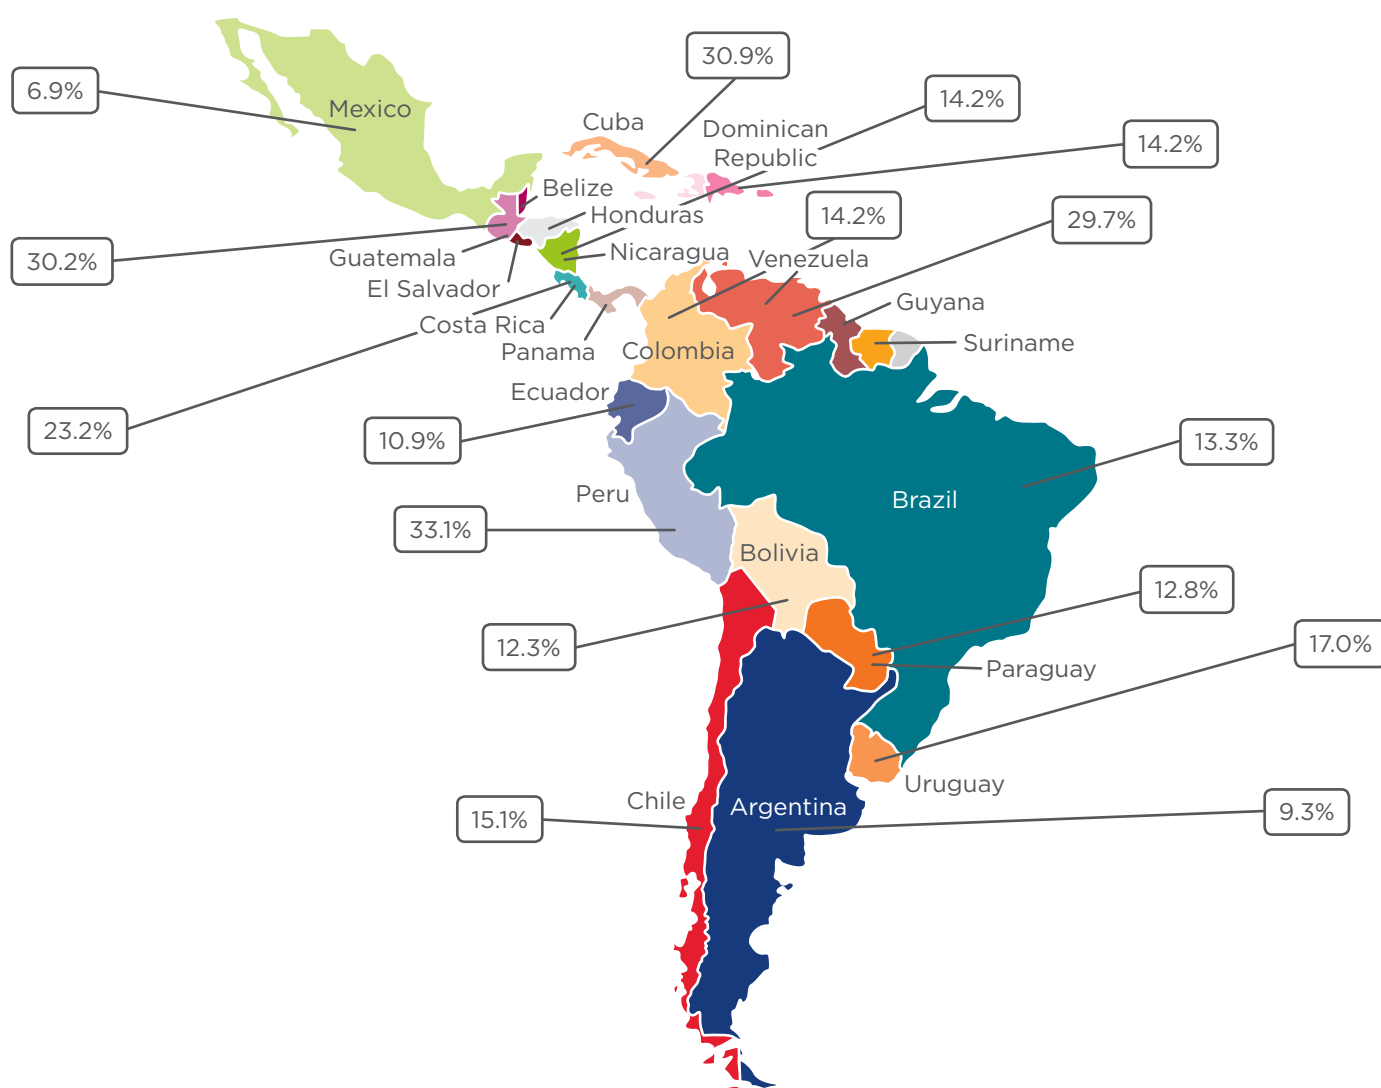 30.9%
6.9%
14.2%
Mexico
Cuba
Dominican
Republic
14.2%
Belize
Honduras
14.2%
29.7%
30.2%
Guatemala
Nicaragua
Venezuela
El Salvador
Guyana
Costa Rica
Panama
Colombia
Suriname
Ecuador
23.2%
10.9%
13.3%
Peru
Brazil
33.1%
Bolivia
12.8%
12.3%
17.0%
Paraguay
Uruguay
Chile
Argentina
15.1%
9.3%